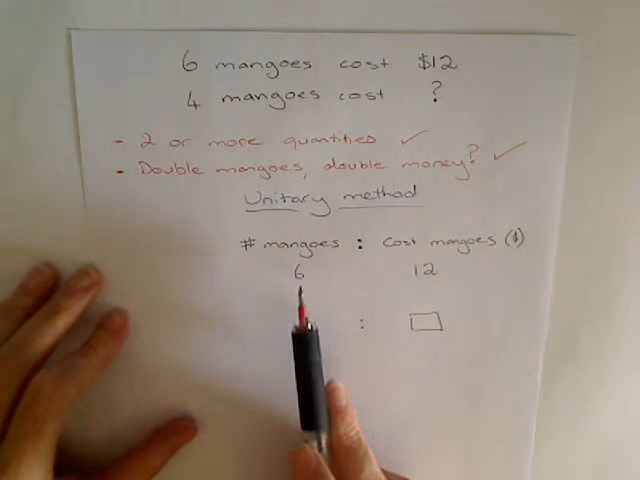 6 mangoes cost $12
4 mangoes cost ?
- 2 or more quantities ✓
- Double mangoes, double money? ✓
Unitary method
# mangoes : cost mangoes ($)
6 12
: □